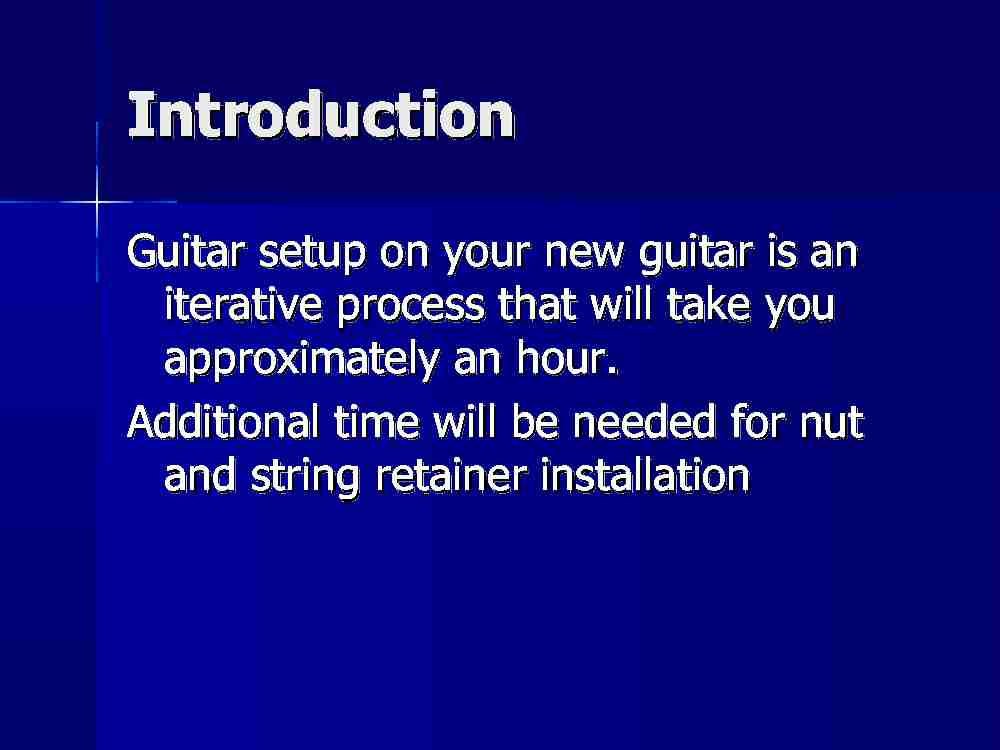 Introduction
Guitar setup on your new guitar is an
iterative process that will take you
approximately an hour.
Additional time will be needed for nut
and string retainer installation